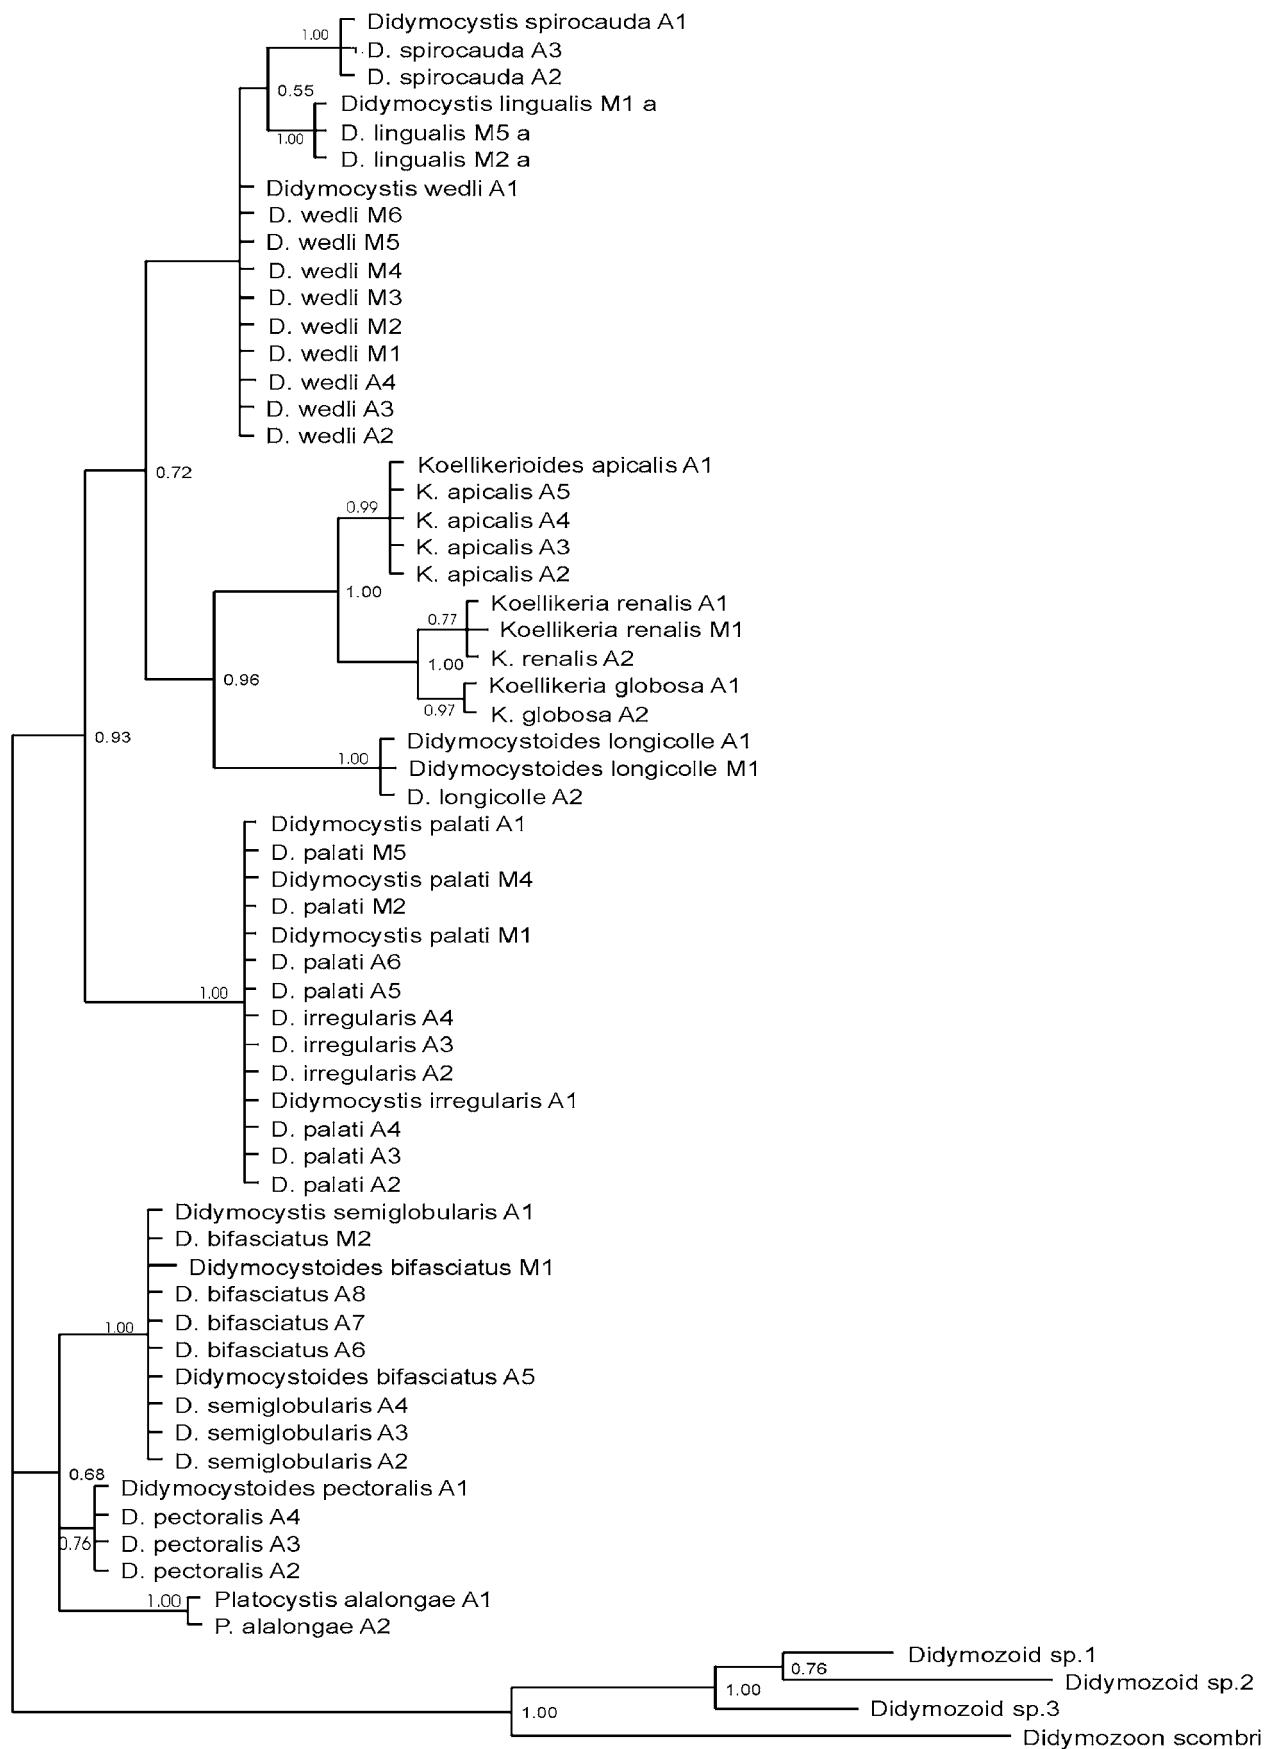 Didymocystis spirocauda A1
1.00
D. spirocauda A3
D. spirocauda A2
0.55
Didymocystis lingualis M1 a
D. lingualis M5 a
1.00
D. lingualis M2 a
Didymocystis wedli A1
D. wedli M6
D. wedli M5
D. wedli M4
D. wedli M3
D. wedli M2
D. wedli M1
D. wedli A4
D. wedli A3
D. wedli A2
0.72
Koellikerioides apicalis A1
K. apicalis A5
0.99
K. apicalis A4
K. apicalis A3
K. apicalis A2
1.00
Koellikeria renalis A1
0.77
Koellikeria renalis M1
K. renalis A2
1.00
0.96
Koellikeria globosa A1
0.97
K. globosa A2
0.93
Didymocystoides longicolle A1
1.00
Didymocystoides longicolle M1
D. longicolle A2
Didymocystis palati A1
D. palati M5
Didymocystis palati M4
D. palati M2
Didymocystis palati M1
D. palati A6
1.00
D. palati A5
D. irregularis A4
D. irregularis A3
D. irregularis A2
Didymocystis irregularis A1
D. palati A4
D. palati A3
D. palati A2
Didymocystis semiglobularis A1
D. bifasciatus M2
Didymocystoides bifasciatus M1
D. bifasciatus A8
1.00
D. bifasciatus A7
D. bifasciatus A6
Didymocystoides bifasciatus A5
D. semiglobularis A4
D. semiglobularis A3
D. semiglobularis A2
0.68
Didymocystoides pectoralis A1
D. pectoralis A4
0.76
D. pectoralis A3
D. pectoralis A2
1.00
Platocystis alalongae A1
P. alalongae A2
Didymozoid sp.1
0.76
Didymozoid sp.2
1.00
Didymozoid sp.3
1.00
Didymozoon scombri